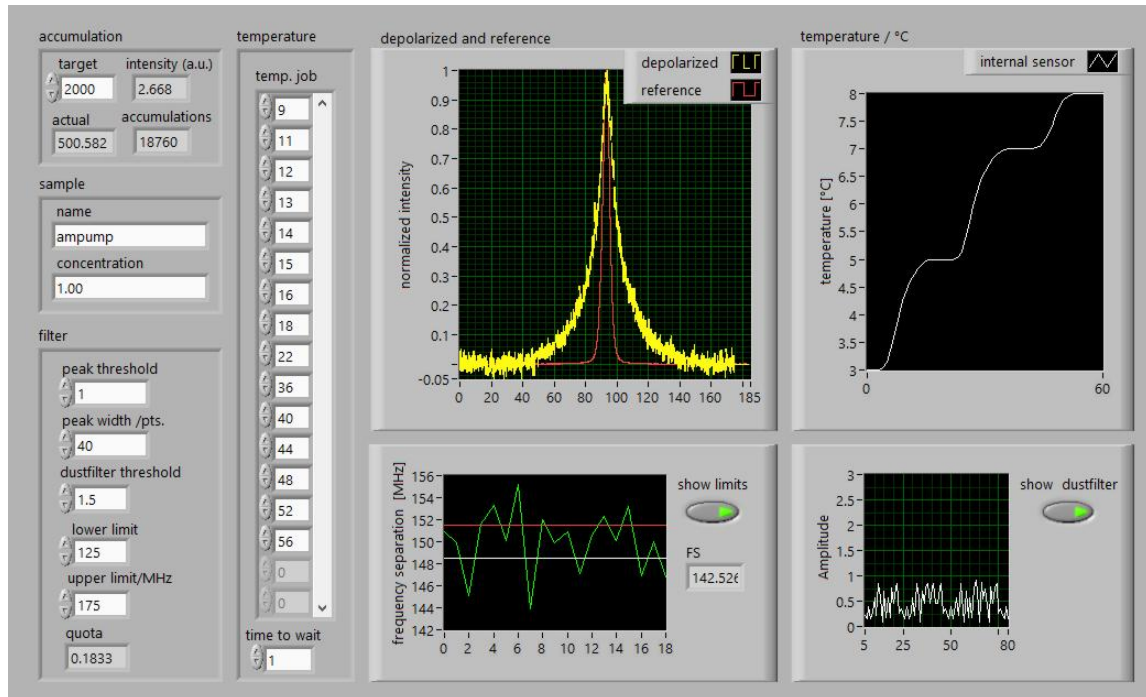 accumulation
target intensity (a.u.)
2000 2.668
actual accumulations
500.582 18760
sample
name
ampump
concentration
1.00
filter
peak threshold
1
peak width /pts.
40
dustfilter threshold
1.5
lower limit
125
upper limit/MHz
175
quota
0.1833
temperature
temp. job
9
11
12
13
14
15
16
18
22
36
40
44
48
52
56
0
0
time to wait
1
depolarized and reference
depolarized
reference
normalized intensity
1
0.9
0.8
0.7
0.6
0.5
0.4
0.3
0.2
0.1
-0.05
0 20 40 60 80 100 120 140 160 185
temperature / °C
internal sensor
temperature [°C]
8
7.5
7
6.5
6
5.5
5
4.5
4
3.5
3
0 60
frequency separation [MHz]
156
154
152
150
148
146
144
142
0 2 4 6 8 10 12 14 16 18
show limits
FS
142.526
Amplitude
3
2.5
2
1.5
1
0.5
0
5 25 50 80
show dustfilter